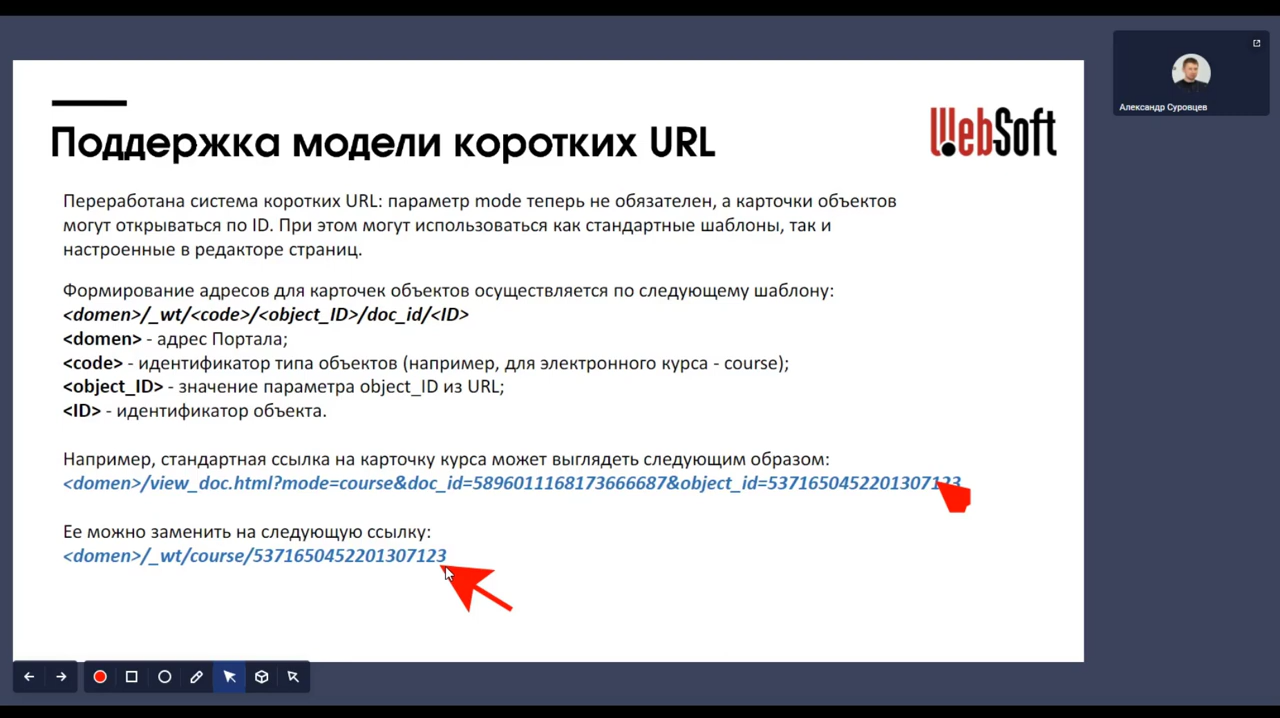 Александр Суровцев
Поддержка модели коротких URL
WebSoft
Переработана система коротких URL: параметр mode теперь не обязателен, а карточки объектов
могут открываться по ID. При этом могут использоваться как стандартные шаблоны, так и
настроенные в редакторе страниц.
Формирование адресов для карточек объектов осуществляется по следующему шаблону:
<domen>/_wt/<code>/<object_ID>/doc_id/<ID>
<domen> - адрес Портала;
<code> - идентификатор типа объектов (например, для электронного курса - course);
<object_ID> - значение параметра object_ID из URL;
<ID> - идентификатор объекта.
Например, стандартная ссылка на карточку курса может выглядеть следующим образом:
<domen>/view_doc.html?mode=course&doc_id=5896011168173666687&object_id=5371650452201307123
Ее можно заменить на следующую ссылку:
<domen>/_wt/course/5371650452201307123